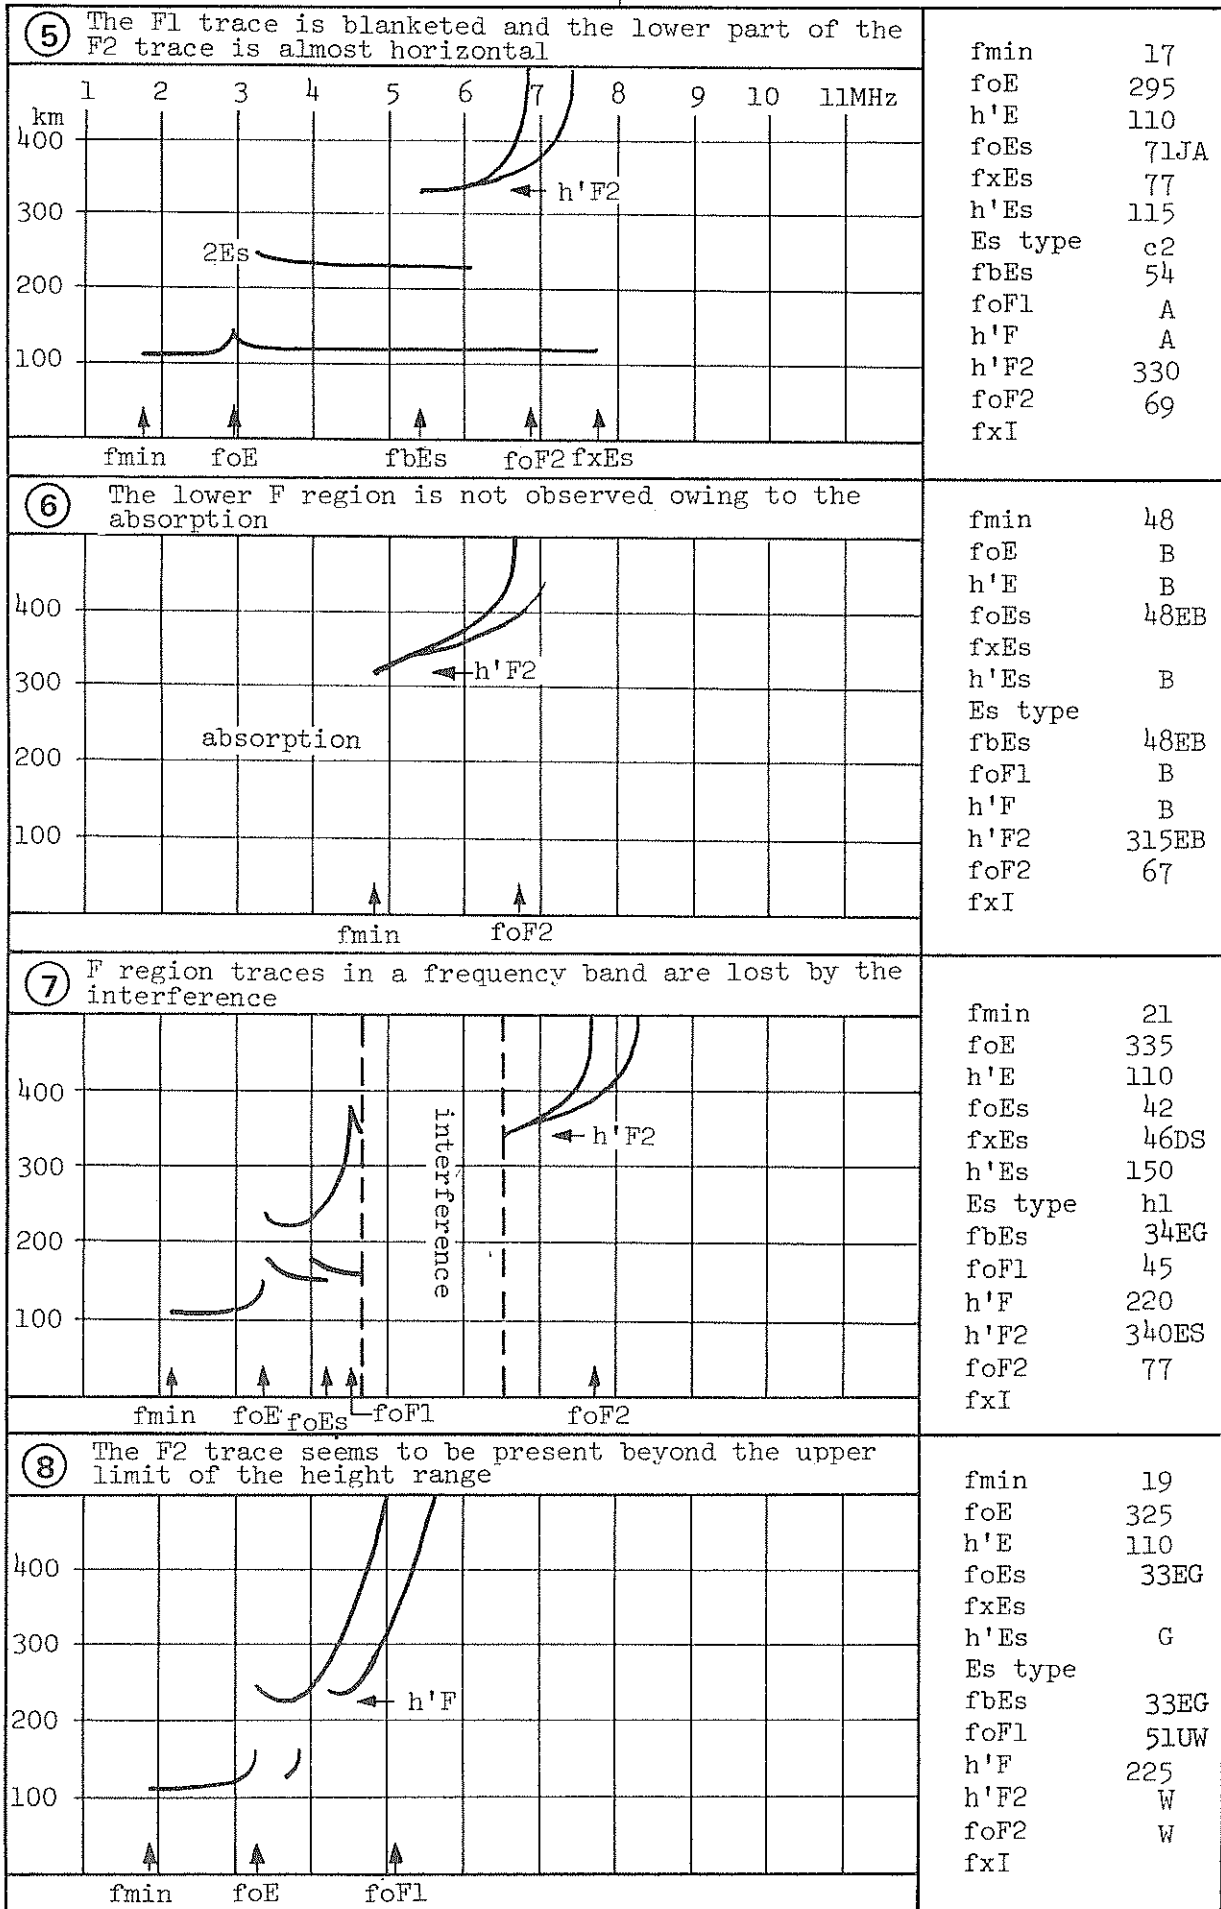 5 The F1 trace is blanketed and the lower part of the
F2 trace is almost horizontal
1 2 3 4 5 6 7 8 9 10 11MHz
km
400
300
200
100
h'F2
2Es
fmin foE fbEs foF2 fxEs
fmin 17
foE 295
h'E 110
foEs 71JA
fxEs 77
h'Es 115
Es type c2
fbEs 54
foF1 A
h'F A
h'F2 330
foF2 69
fxI
6 The lower F region is not observed owing to the
absorption
400
300
200
100
h'F2
absorption
fmin foF2
fmin 48
foE B
h'E B
foEs 48EB
fxEs
h'Es B
Es type
fbEs 48EB
foF1 B
h'F B
h'F2 315EB
foF2 67
fxI
7 F region traces in a frequency band are lost by the
interference
400
300
200
100
interference
h'F2
fmin foE foEs foF1 foF2
fmin 21
foE 335
h'E 110
foEs 42
fxEs 46DS
h'Es 150
Es type h1
fbEs 34EG
foF1 45
h'F 220
h'F2 340ES
foF2 77
fxI
8 The F2 trace seems to be present beyond the upper
limit of the height range
400
300
200
100
h'F
fmin foE foF1
fmin 19
foE 325
h'E 110
foEs 33EG
fxEs
h'Es G
Es type
fbEs 33EG
foF1 51UW
h'F 225
h'F2 W
foF2 W
fxI